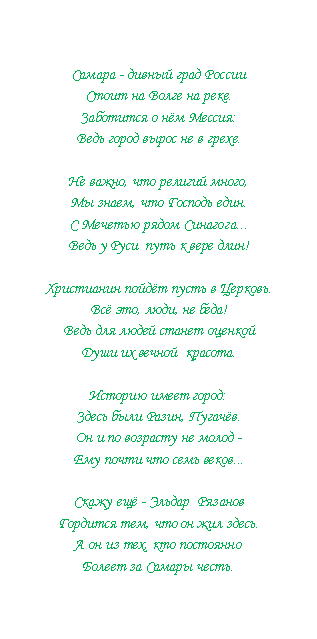 Самара - дивный град России
Стоит на Волге на реке.
Заботится о нём Мессия:
Ведь город вырос не в грехе.
Не важно, что религий много,
Мы знаем, что Господь един.
С Мечетью рядом Синагога...
Ведь у Руси путь к вере длин!
Христианин пойдёт пусть в Церковь.
Всё это, люди, не беда!
Ведь для людей станет оценкой
Души их вечной красота.
Историю имеет город:
Здесь были Разин, Пугачёв.
Он и по возрасту не молод -
Ему почти что семь веков...
Скажу ещё - Эльдар Рязанов
Гордится тем, что он жил здесь.
А он из тех, кто постоянно
Болеет за Самары честь.